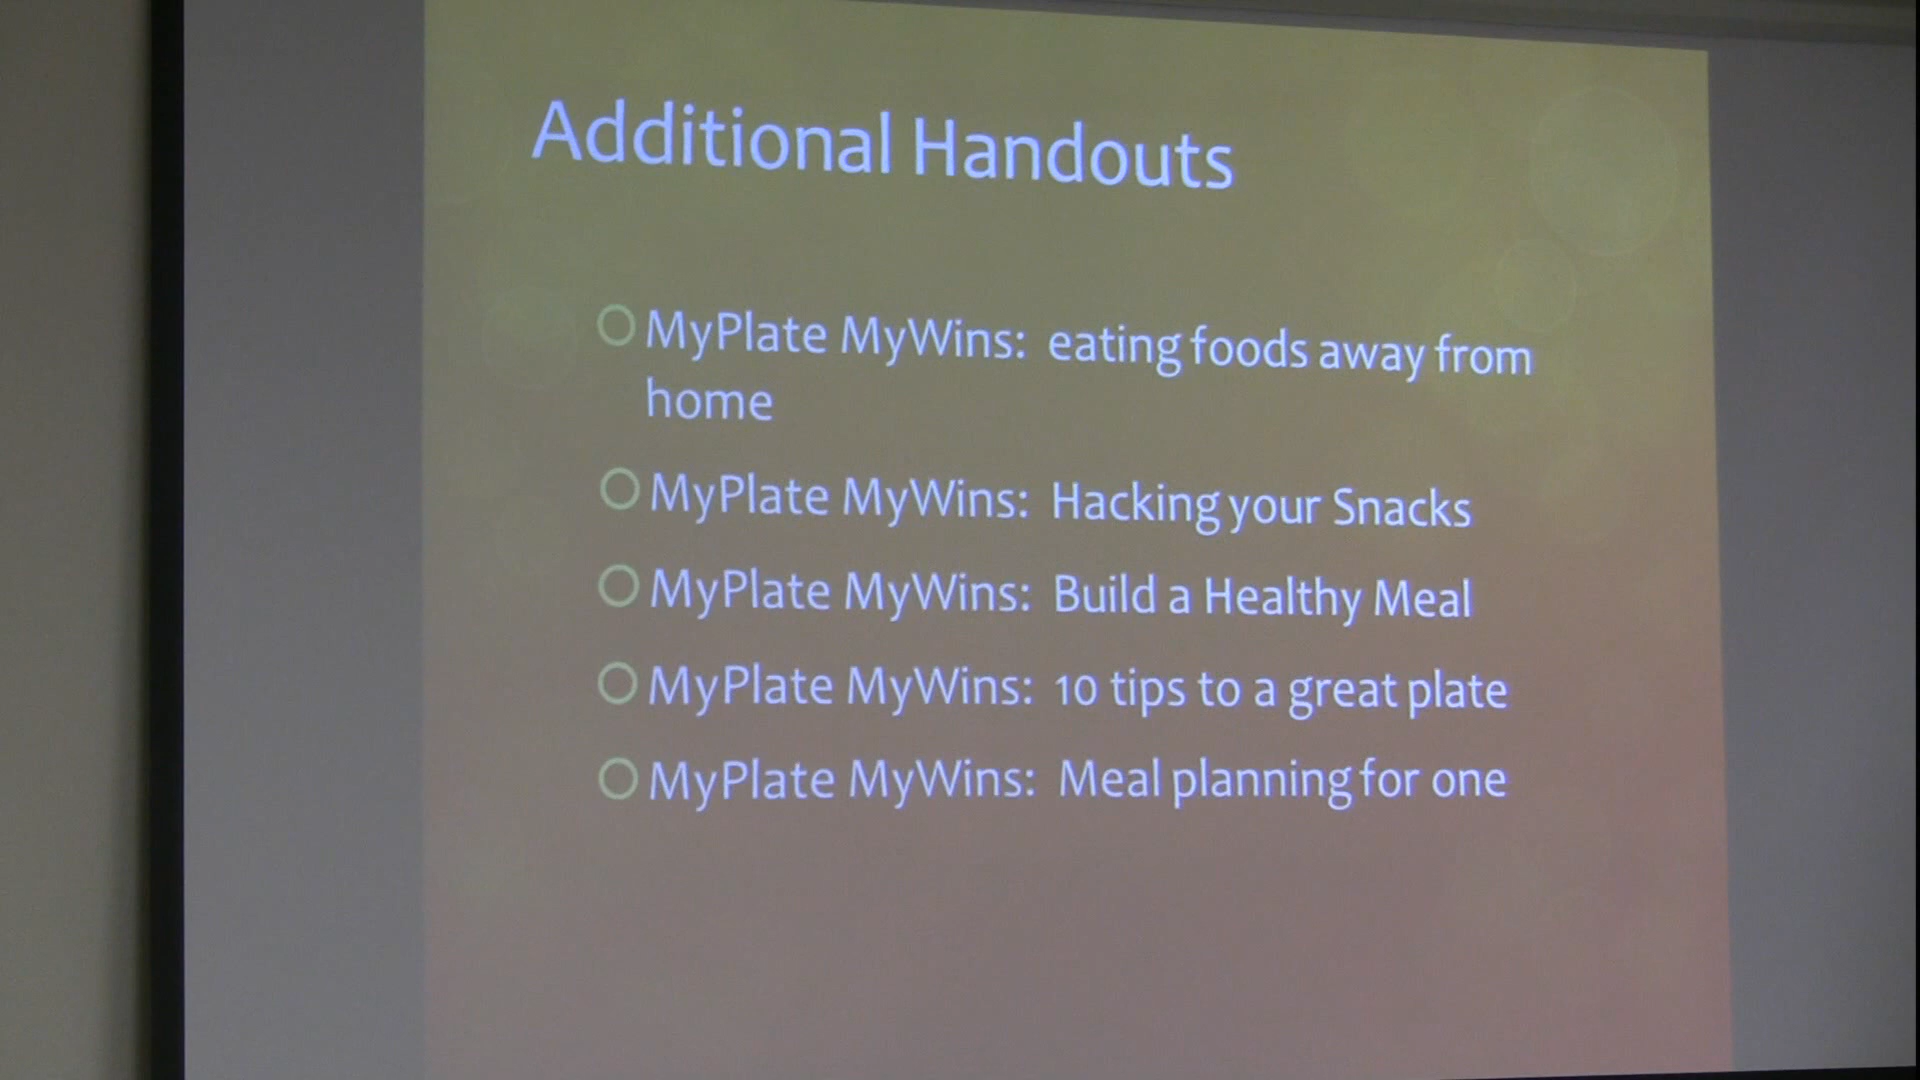 Additional Handouts
MyPlate MyWins: eating foods away from
home
MyPlate MyWins: Hacking your Snacks
MyPlate MyWins: Build a Healthy Meal
MyPlate MyWins: 10 tips to a great plate
MyPlate MyWins: Meal planning for one